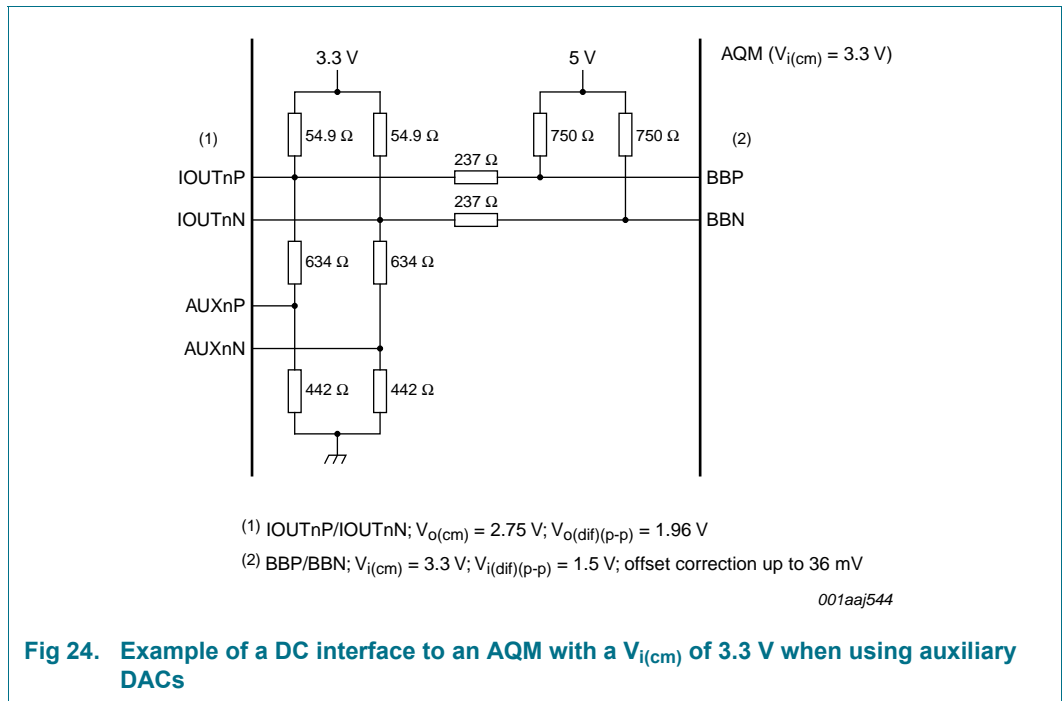 3.3 V
5 V
AQM (Vi(cm) = 3.3 V)
54.9 Ω
54.9 Ω
750 Ω
750 Ω
(1)
(2)
237 Ω
IOUTnP
BBP
237 Ω
IOUTnN
BBN
634 Ω
634 Ω
AUXnP
AUXnN
442 Ω
442 Ω
(1) IOUTnP/IOUTnN; Vo(cm) = 2.75 V; Vo(dif)(p-p) = 1.96 V
(2) BBP/BBN; Vi(cm) = 3.3 V; Vi(dif)(p-p) = 1.5 V; offset correction up to 36 mV
001aaj544
Fig 24. Example of a DC interface to an AQM with a Vi(cm) of 3.3 V when using auxiliary
DACs